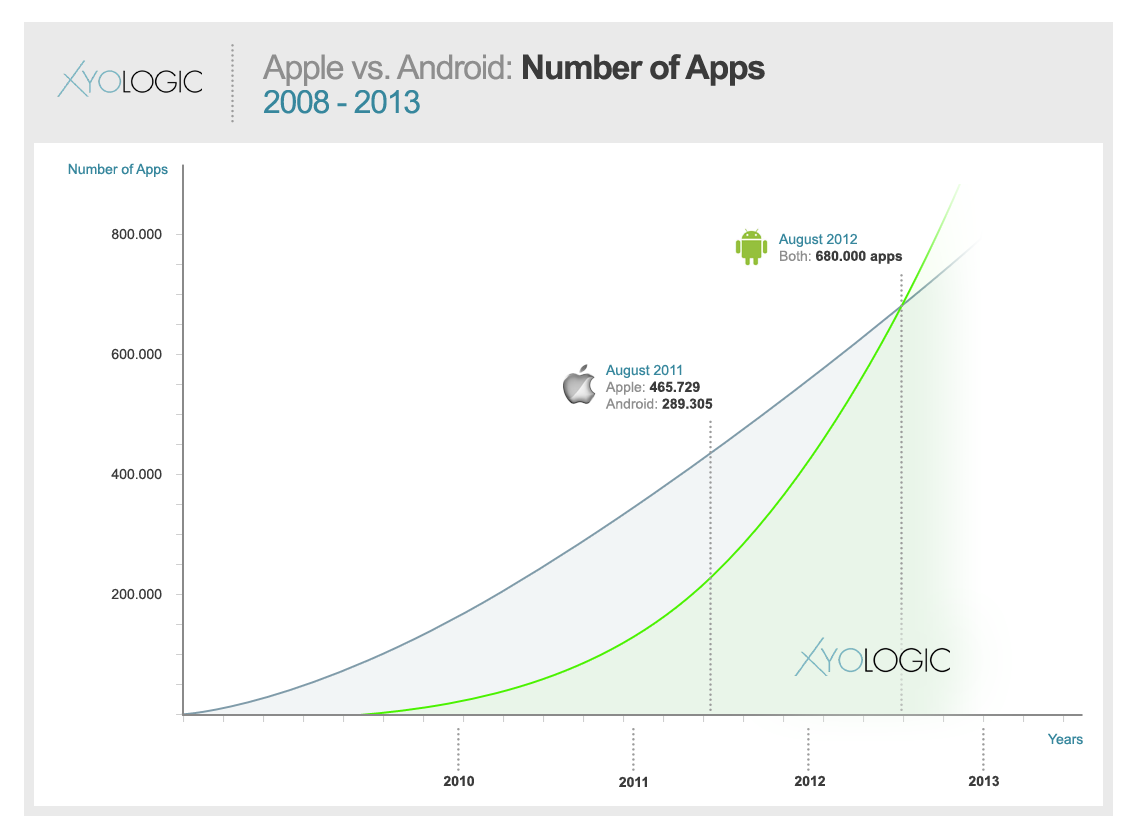 XYOLOGIC
Apple vs. Android: Number of Apps
2008 - 2013
Number of Apps
800.000
600.000
400.000
200.000
August 2012
Both: 680.000 apps
August 2011
Apple: 465.729
Android: 289.305
XYOLOGIC
Years
2010
2011
2012
2013